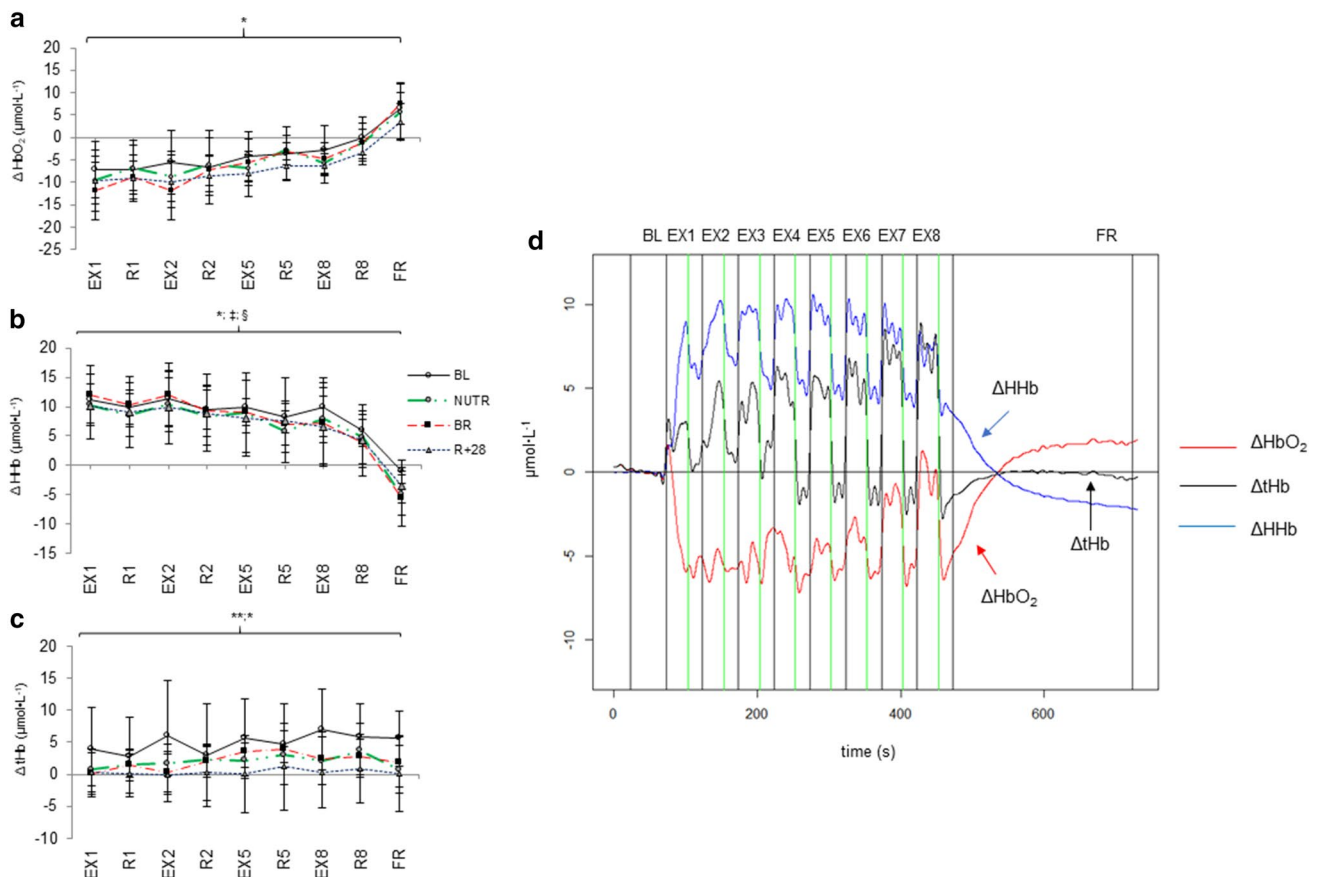 a
*
20
15
10
5
0
-5
-10
-15
-20
-25
Δ HbO₂ (μmol·L⁻¹)
EX1 R1 EX2 R2 EX5 R5 EX8 R8 FR
b
*; ‡; §
20
15
10
5
0
-5
-10
-15
Δ HHb (μmol·L⁻¹)
EX1 R1 EX2 R2 EX5 R5 EX8 R8 FR
BL
NUTR
BR
R+28
c
**;*
20
15
10
5
0
-5
-10
Δ tHb (μmol·L⁻¹)
EX1 R1 EX2 R2 EX5 R5 EX8 R8 FR
d
BL EX1 EX2 EX3 EX4 EX5 EX6 EX7 EX8 FR
10
5
0
-5
-10
μmol·L⁻¹
ΔHHb
ΔtHb
ΔHbO₂
0 200 400 600
time (s)
ΔHbO₂
ΔtHb
ΔHHb